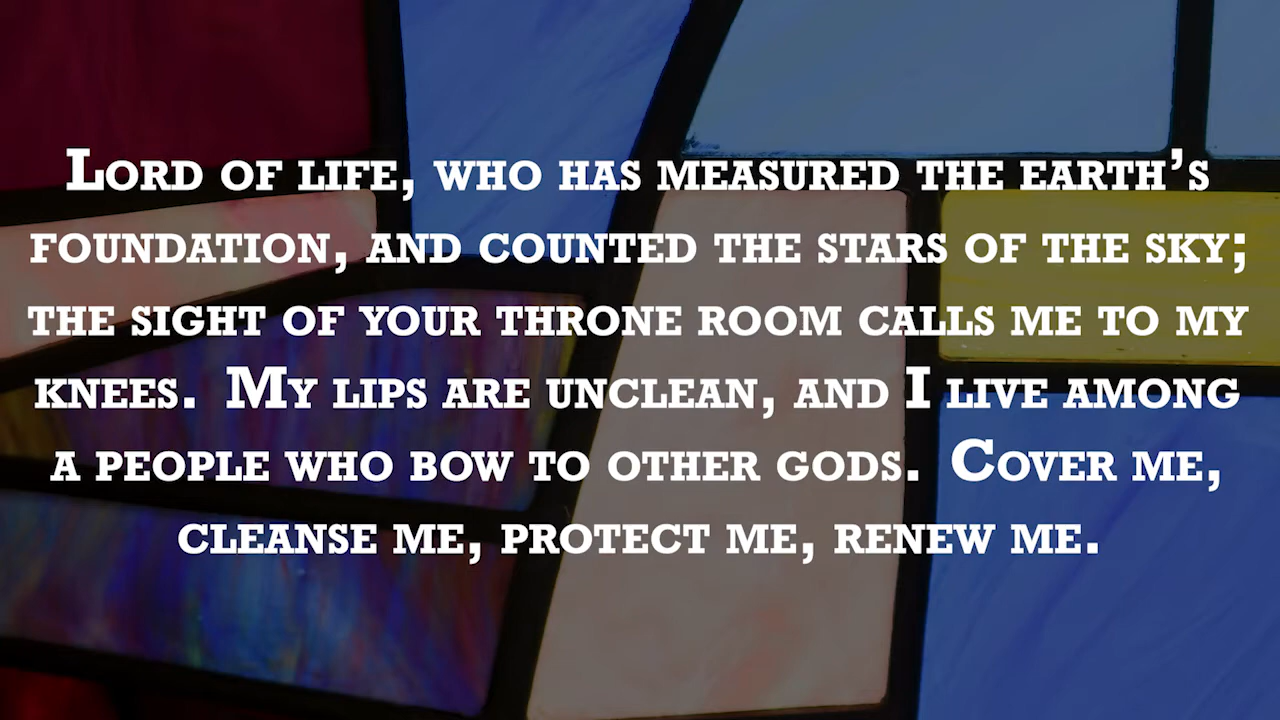 Lord of life, who has measured the earth’s
foundation, and counted the stars of the sky;
the sight of your throne room calls me to my
knees.  My lips are unclean, and I live among
a people who bow to other gods.  Cover me,
cleanse me, protect me, renew me.